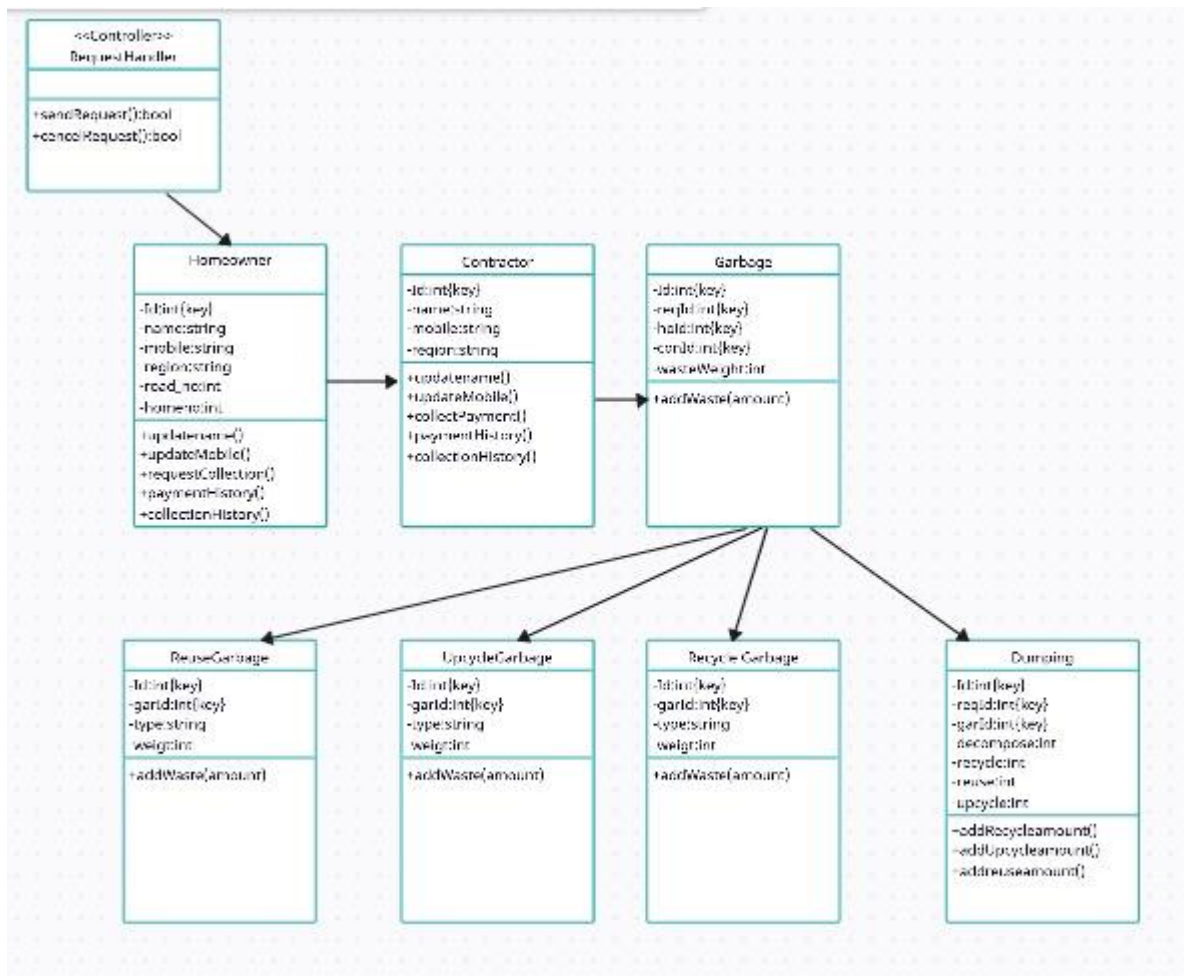 <<Controller>>
RequestHandler
+sendRequest():bool
+cencelRequest():bool
Homeowner
-Id:int{key}
-name:string
-mobile:string
-region:string
-road_no:int
-homeno:int
+updatename()
+updateMobile()
+requestCollection()
+paymentHistory()
+collectionHistory()
Contractor
-Id:int{key}
-name:string
-mobile:string
-region:string
+updatename()
+updateMobile()
+collectPayment()
+paymentHistory()
+collectionHistory()
Garbage
-Id:int{key}
-reqId:int{key}
-hoId:int{key}
-conId:int{key}
-wasteWeight:int
+addWaste(amount)
ReuseGarbage
-Id:int{key}
-garId:int{key}
-type:string
-weigt:int
+addWaste(amount)
UpcycleGarbage
-Id:int{key}
-garId:int{key}
-type:string
-weigt:int
+addWaste(amount)
Recycle Garbage
-Id:int{key}
-garId:int{key}
-type:string
-weigt:int
+addWaste(amount)
Dumping
-Id:int{key}
-reqId:int{key}
-garId:int{key}
-decompose:int
-recycle:int
-reuse:int
-upcycle:int
+addRecycleamount()
+addUpcycleamount()
+addreuseamount()